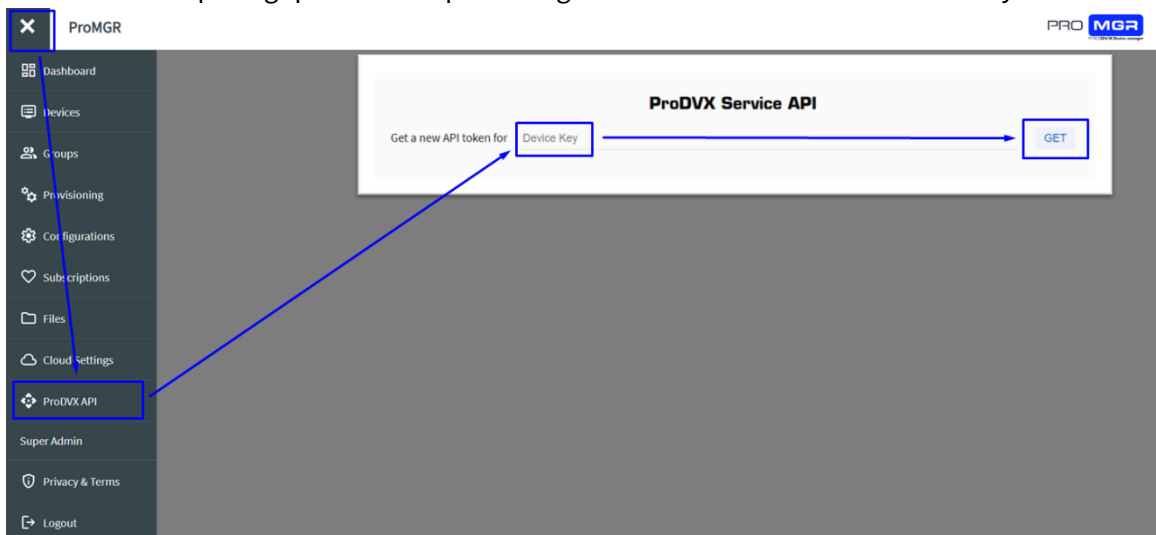 ProMGR
PRO MGR
Dashboard
Devices
Groups
Provisioning
Configurations
Subscriptions
Files
Cloud Settings
ProDVX API
Super Admin
Privacy & Terms
Logout
ProDVX Service API
Get a new API token for Device Key GET